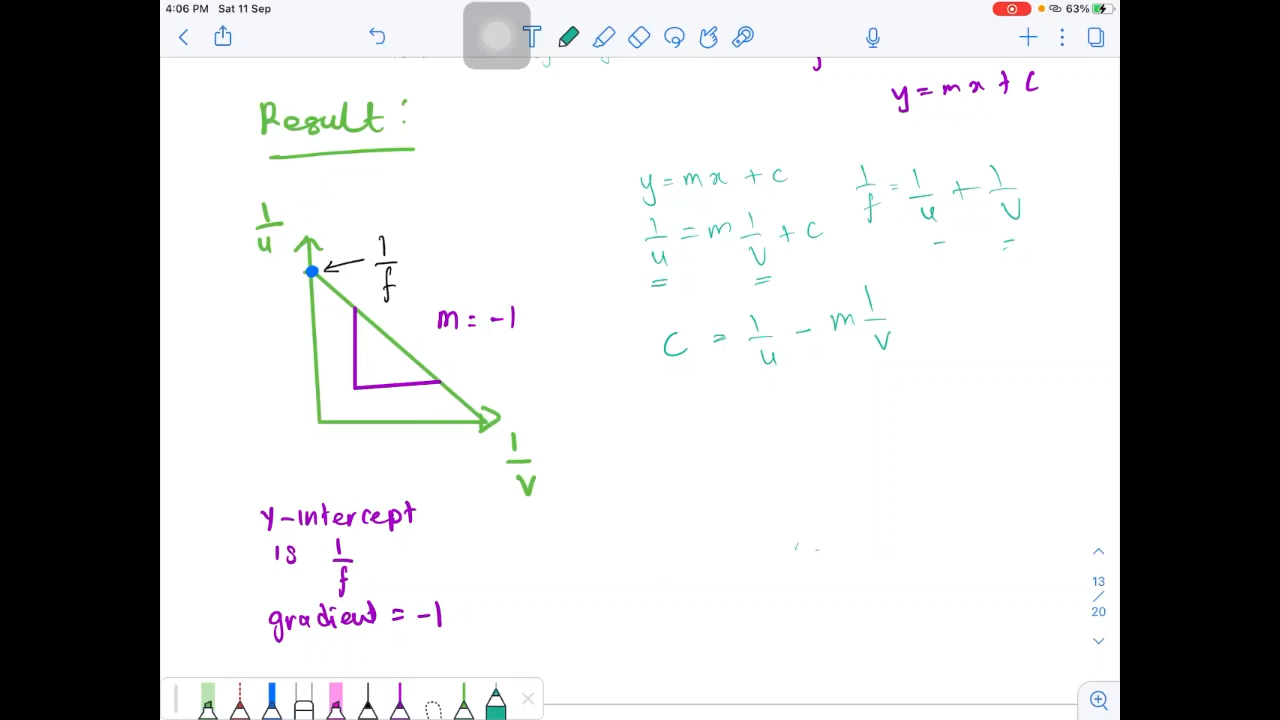 4:06 PM Sat 11 Sep
63%
T
y = mx + c
Result:
y = mx + c
1/f = 1/u + 1/v
1/u
1/u = m 1/v + c
1/f
m = -1
c = 1/u - m 1/v
1/v
Y-intercept
is 1/f
gradient = -1
13
/
20